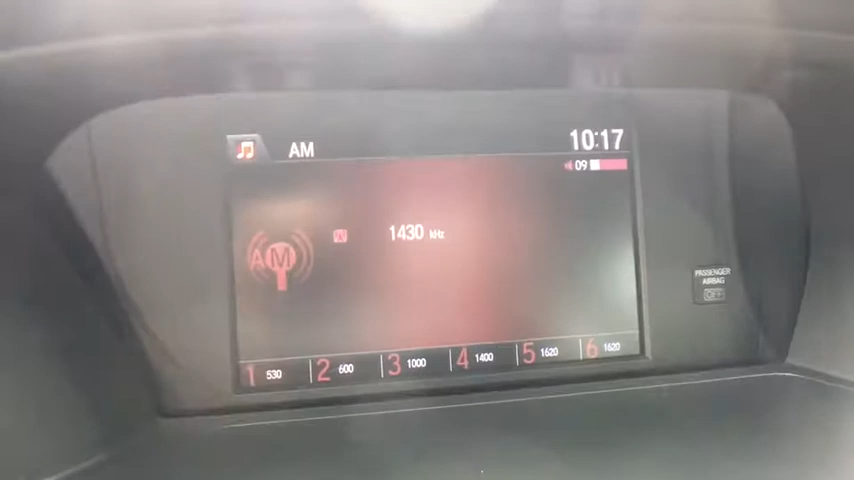 AM 10:17
09
AM 1430 kHz
PASSENGER
AIRBAG
OFF
1 530 2 600 3 1000 4 1400 5 1620 6 1620